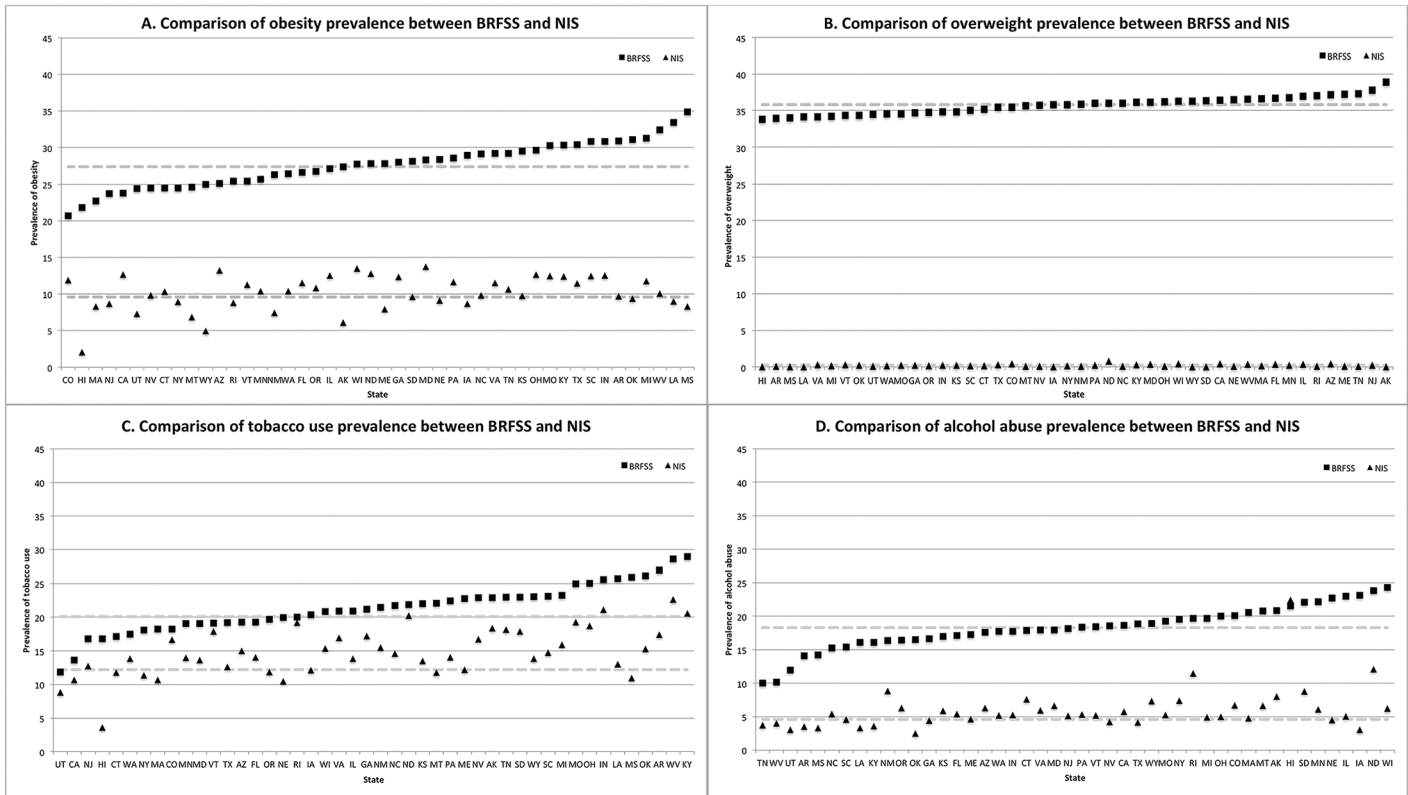 A. Comparison of obesity prevalence between BRFSS and NIS
BRFSS NIS
Prevalence of obesity
45
40
35
30
25
20
15
10
5
0
CO HI MA NJ CA UT NV CT NY MT WY AZ RI VT MN NM WA FL OR IL AK WI ND ME GA SD MD NE PA IA NC VA TN KS OH MO KY TX SC IN AR OK MI WV LA MS
State
B. Comparison of overweight prevalence between BRFSS and NIS
BRFSS NIS
Prevalence of overweight
45
40
35
30
25
20
15
10
5
0
HI AR MS LA VA MI VT OK UT WA MO GA OR IN KS SC CT TX CO MT NV IA NY NM PA ND NC KY MD OH WI WY SD CA NE WV MA FL MN IL RI AZ ME TN NJ AK
State
C. Comparison of tobacco use prevalence between BRFSS and NIS
BRFSS NIS
Prevalence of tobacco use
45
40
35
30
25
20
15
10
5
0
UT CA NJ HI CT WA NY MA CO MN MD VT TX AZ FL OR NE RI IA WI VA IL GA NM NC ND KS MT PA ME NV AK TN SD WY SC MI MO OH IN LA MS OK AR WV KY
State
D. Comparison of alcohol abuse prevalence between BRFSS and NIS
BRFSS NIS
Prevalence of alcohol abuse
45
40
35
30
25
20
15
10
5
0
TN WV UT AR MS NC SC LA KY NM OR OK GA KS FL ME AZ WA IN CT VA MD NJ PA VT NV CA TX WY MO NY RI MI OH CO MA MT AK HI SD MN NE IL IA ND WI
State